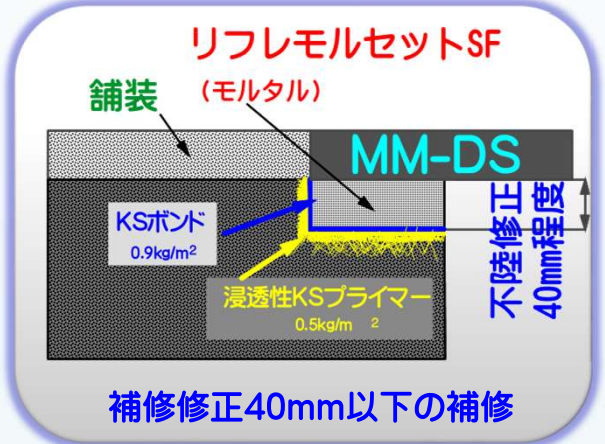 リフレモルセットSF
舗装
(モルタル)
MM-DS
KSボンド
0.9kg/m2
不陸修正
40mm程度
浸透性KSプライマー
0.5kg/m 2
補修修正40mm以下の補修